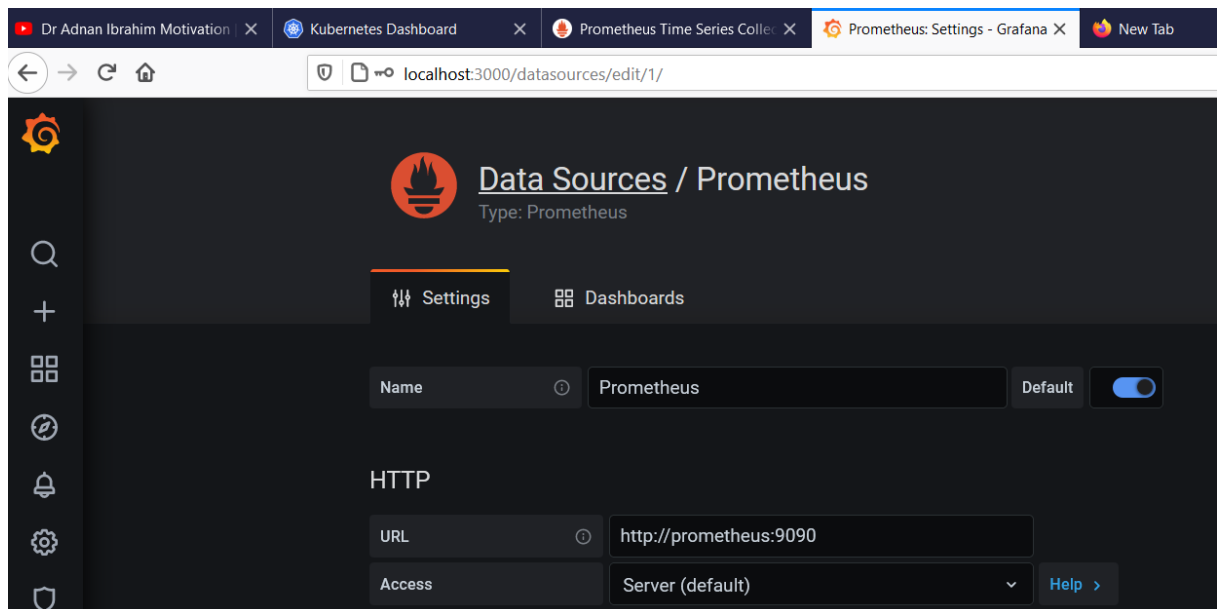 Dr Adnan Ibrahim Motivation |
Kubernetes Dashboard
Prometheus Time Series Collec
Prometheus: Settings - Grafana
New Tab
localhost:3000/datasources/edit/1/
Data Sources / Prometheus
Type: Prometheus
Settings
Dashboards
Name
Prometheus
Default
HTTP
URL
http://prometheus:9090
Access
Server (default)
Help >